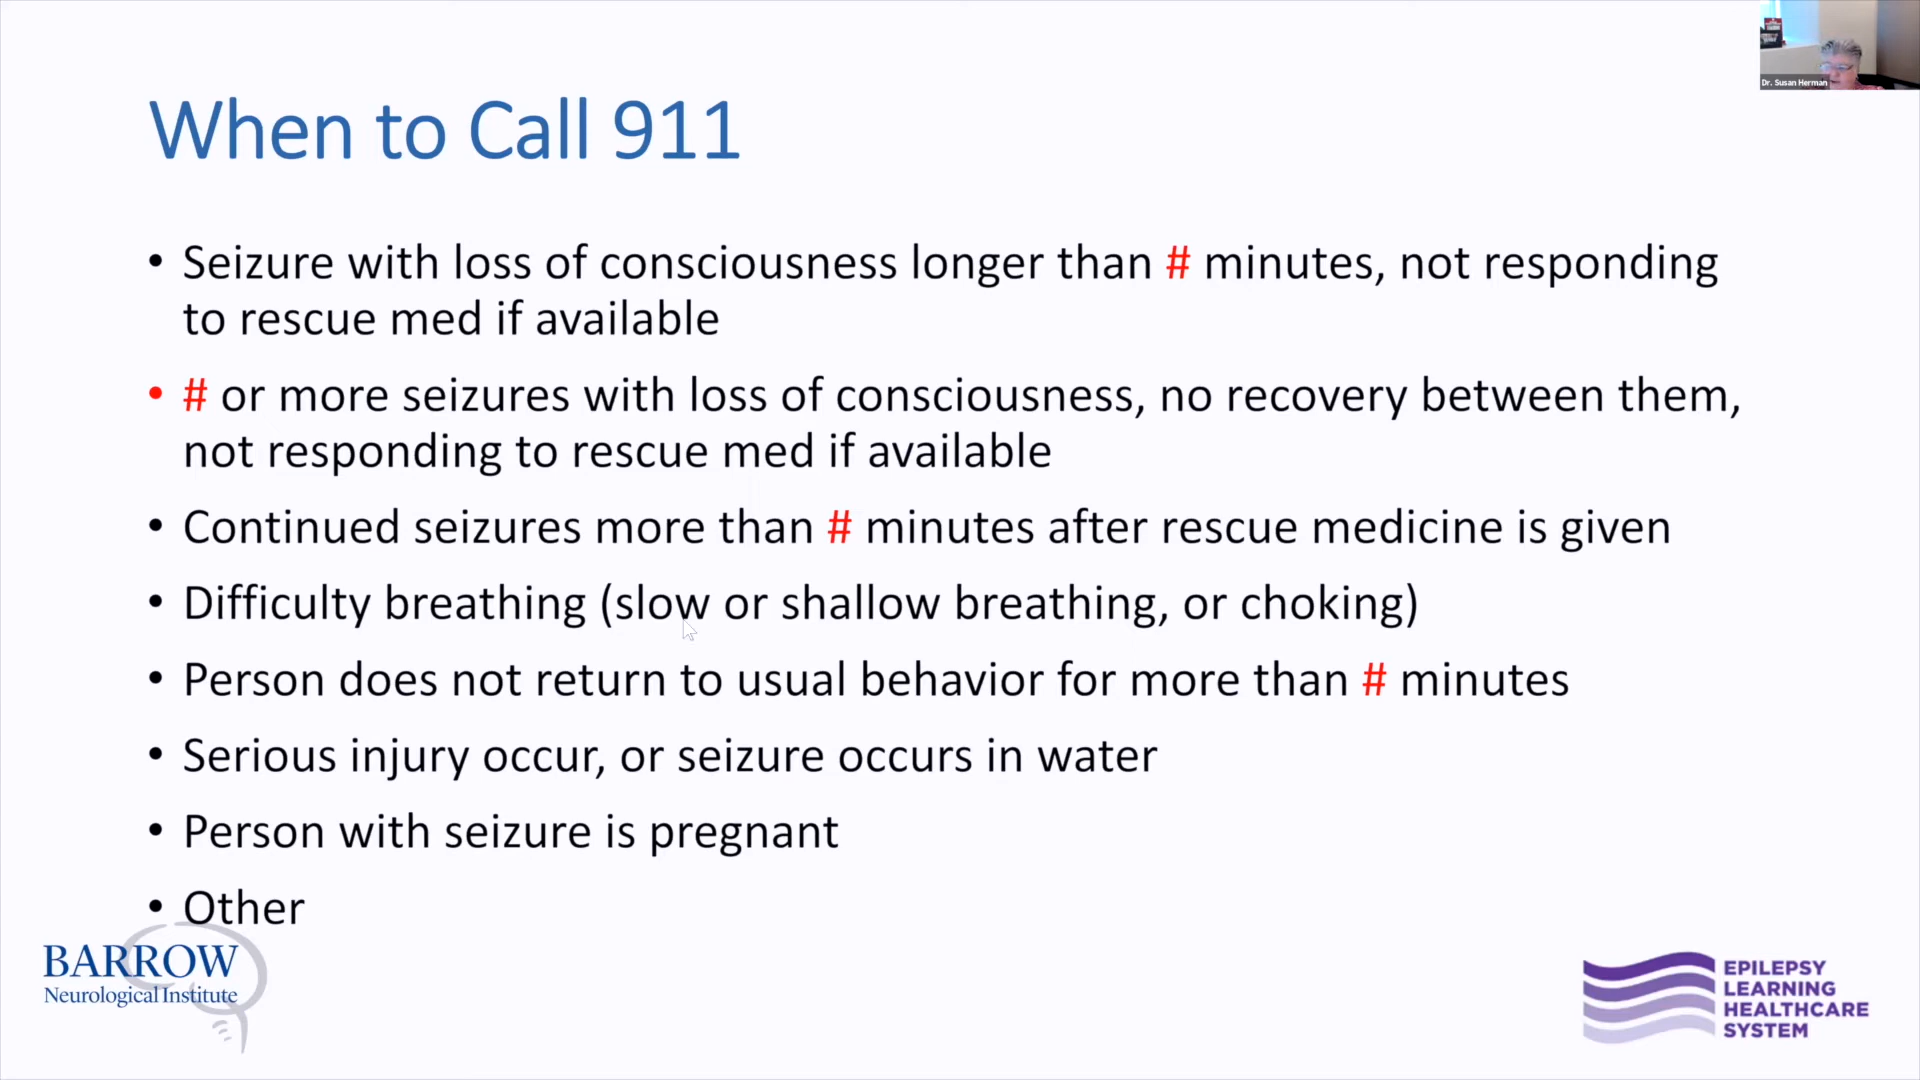 Dr. Susan Herman
When to Call 911
• Seizure with loss of consciousness longer than # minutes, not responding
to rescue med if available
• # or more seizures with loss of consciousness, no recovery between them,
not responding to rescue med if available
• Continued seizures more than # minutes after rescue medicine is given
• Difficulty breathing (slow or shallow breathing, or choking)
• Person does not return to usual behavior for more than # minutes
• Serious injury occur, or seizure occurs in water
• Person with seizure is pregnant
• Other
BARROW
Neurological Institute
EPILEPSY
LEARNING
HEALTHCARE
SYSTEM